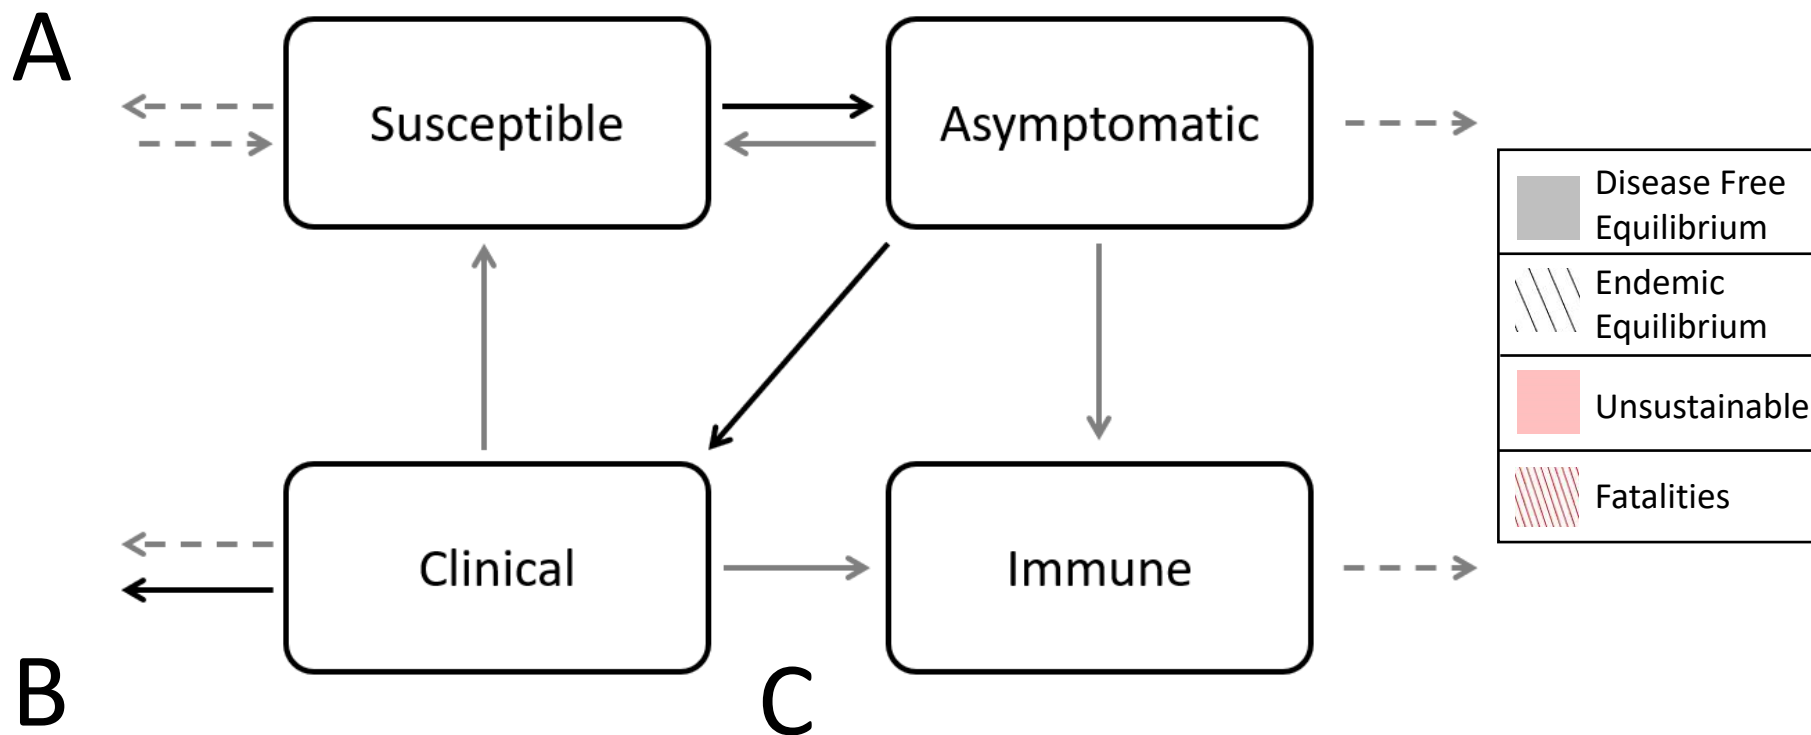 A
Susceptible
Asymptomatic
Disease Free
Equilibrium
Endemic
Equilibrium
Unsustainable
Fatalities
Clinical
Immune
B
C